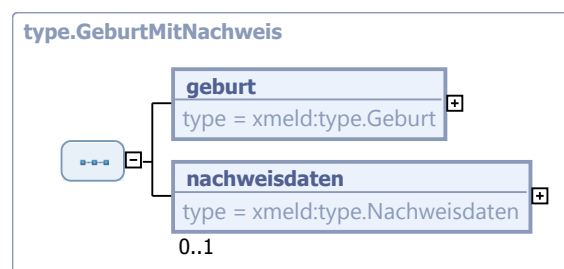 type.GeburtMitNachweis
geburt
type = xmeld:type.Geburt
nachweisdaten
type = xmeld:type.Nachweisdaten
0..1